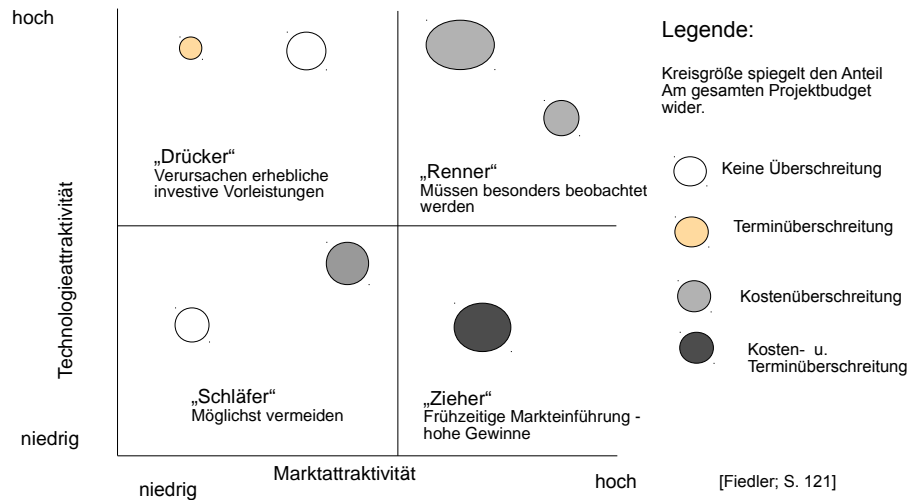 hoch
„Drücker“
Verursachen erhebliche
investive Vorleistungen
„Renner“
Müssen besonders beobachtet
werden
Technologieattraktivität
„Schläfer“
Möglichst vermeiden
„Zieher“
Frühzeitige Markteinführung -
hohe Gewinne
niedrig
niedrig
Marktattraktivität
hoch
Legende:
Kreisgröße spiegelt den Anteil
Am gesamten Projektbudget
wider.
Keine Überschreitung
Terminüberschreitung
Kostenüberschreitung
Kosten- u.
Terminüberschreitung
[Fiedler; S. 121]